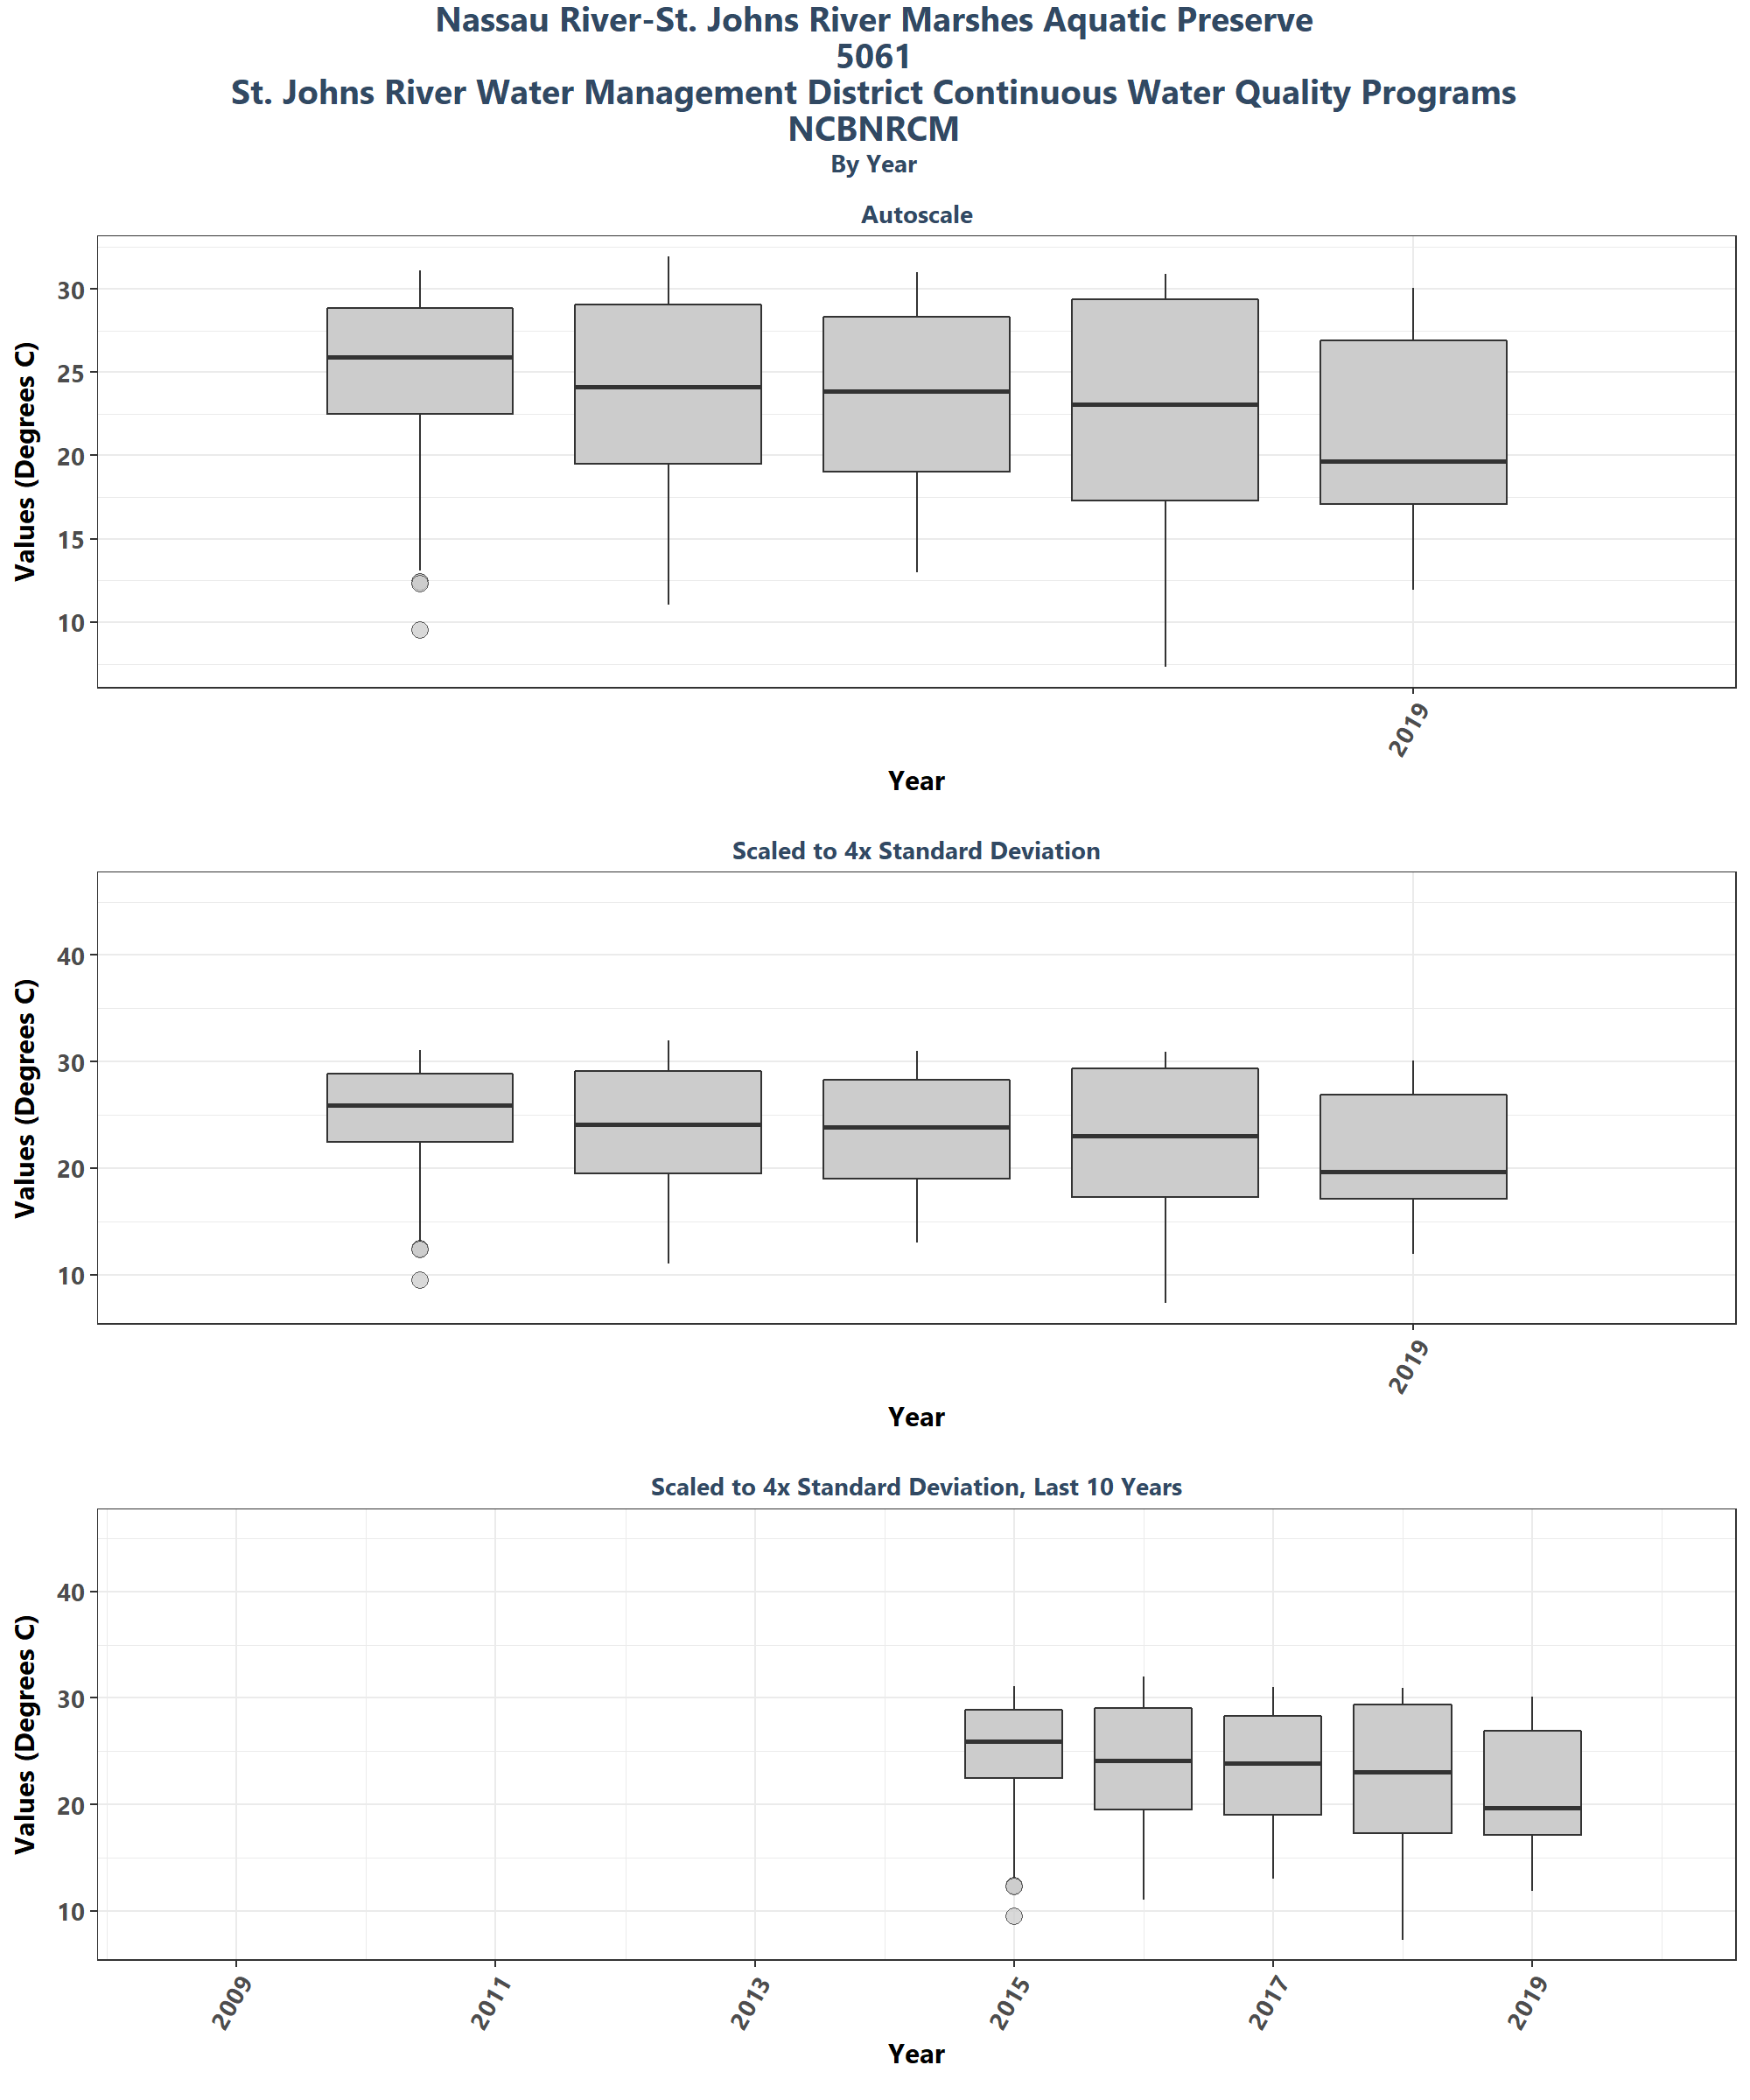 Nassau River-St. Johns River Marshes Aquatic Preserve
5061
St. Johns River Water Management District Continuous Water Quality Programs
NCBNRCM
By Year
Autoscale
Values (Degrees C)
30
25
20
15
10
2019
Year
Scaled to 4x Standard Deviation
Values (Degrees C)
40
30
20
10
2019
Year
Scaled to 4x Standard Deviation, Last 10 Years
Values (Degrees C)
40
30
20
10
2009
2011
2013
2015
2017
2019
Year